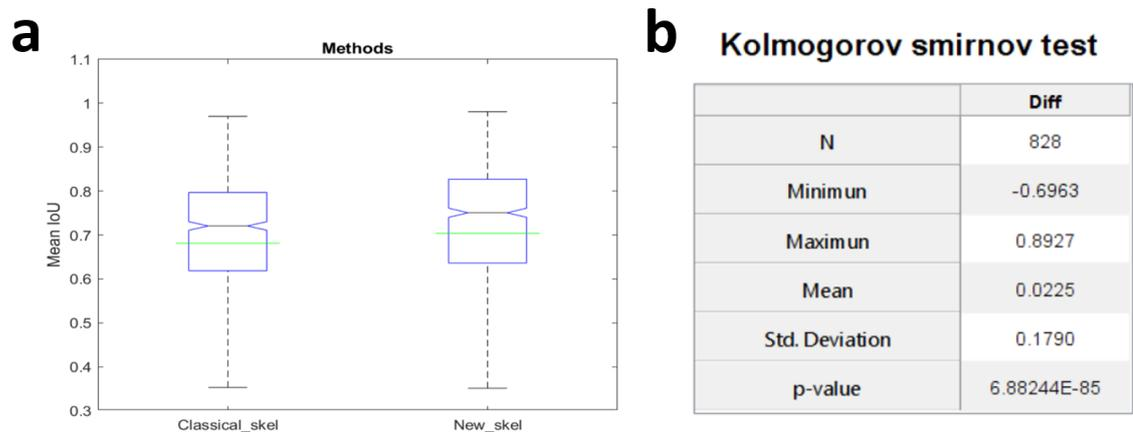 a
Methods
1.1
1
0.9
0.8
0.7
0.6
0.5
0.4
0.3
Mean IoU
Classical_skel New_skel
b
Kolmogorov smirnov test
Diff
N 828
Minimun -0.6963
Maximun 0.8927
Mean 0.0225
Std. Deviation 0.1790
p-value 6.88244E-85